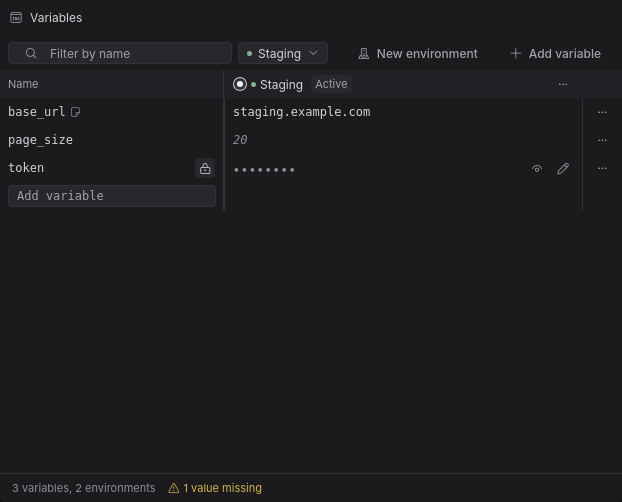 Variables
Filter by name
Staging
New environment
Add variable
Name
Staging Active
base_url
staging.example.com
page_size
20
token
••••••••
Add variable
3 variables, 2 environments
1 value missing